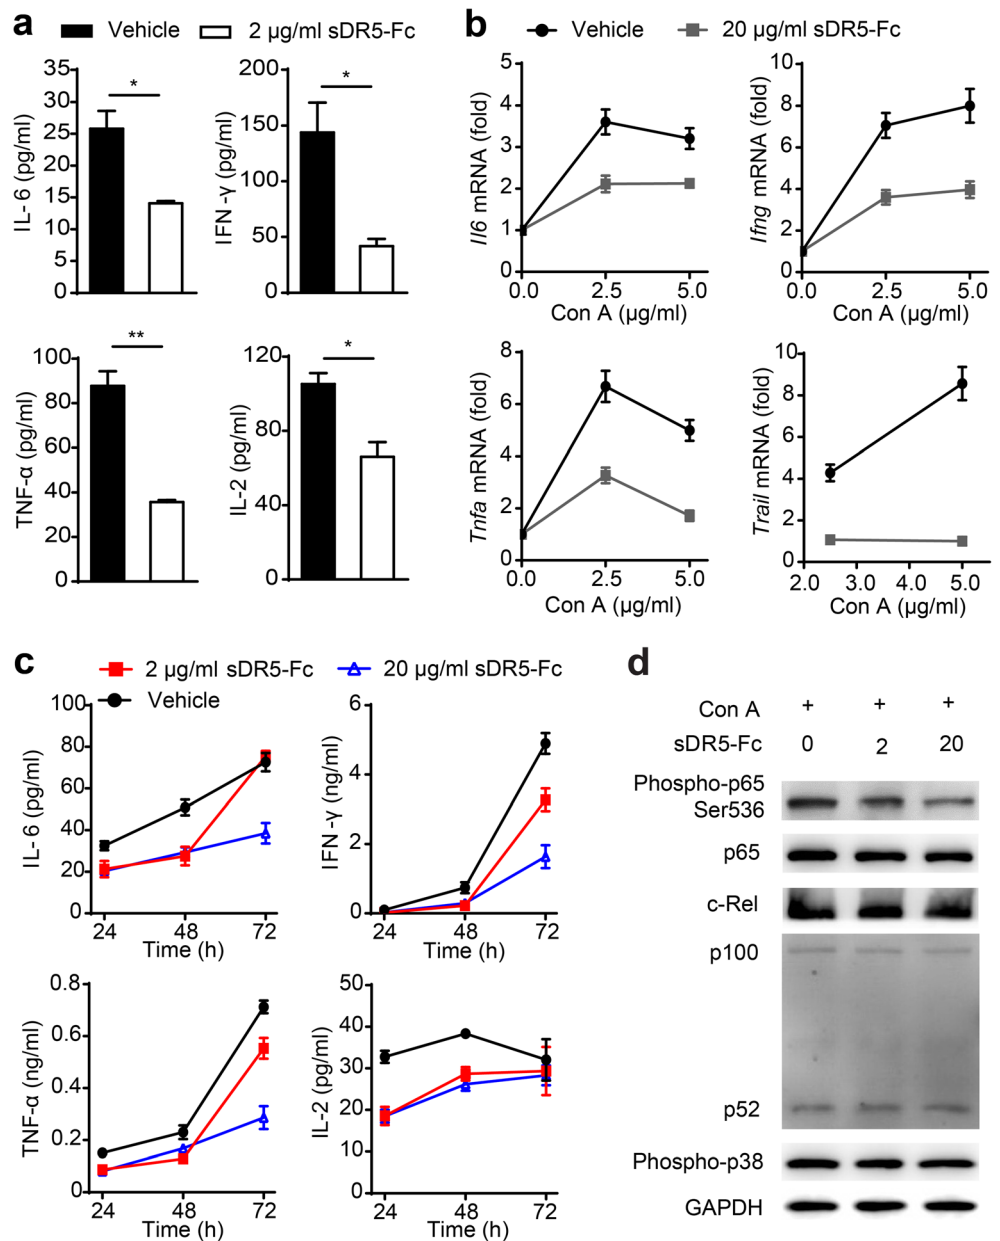 a
Vehicle
2 µg/ml sDR5-Fc
IL- 6 (pg/ml)
35
30
25
20
15
10
5
0
*
IFN -γ (pg/ml)
200
150
100
50
0
*
TNF-α (pg/ml)
100
80
60
40
20
0
**
IL-2 (pg/ml)
120
80
40
0
*
b
Vehicle
20 µg/ml sDR5-Fc
Il6 mRNA (fold)
5
4
3
2
1
0
0.0 2.5 5.0
Con A (µg/ml)
Ifng mRNA (fold)
10
8
6
4
2
0
0.0 2.5 5.0
Con A (µg/ml)
Tnfa mRNA (fold)
8
6
4
2
0
0.0 2.5 5.0
Con A (µg/ml)
Trail mRNA (fold)
10
8
6
4
2
0
2.0 3.0 4.0 5.0
Con A (µg/ml)
c
2 µg/ml sDR5-Fc
20 µg/ml sDR5-Fc
Vehicle
IL- 6 (pg/ml)
100
80
60
40
20
0
24 48 72
Time (h)
IFN -γ (ng/ml)
6
4
2
0
24 48 72
Time (h)
TNF-α (ng/ml)
0.8
0.6
0.4
0.2
0
24 48 72
Time (h)
IL-2 (pg/ml)
50
40
30
20
10
0
24 48 72
Time (h)
d
Con A + + +
sDR5-Fc 0 2 20
Phospho-p65
Ser536
p65
c-Rel
p100
p52
Phospho-p38
GAPDH